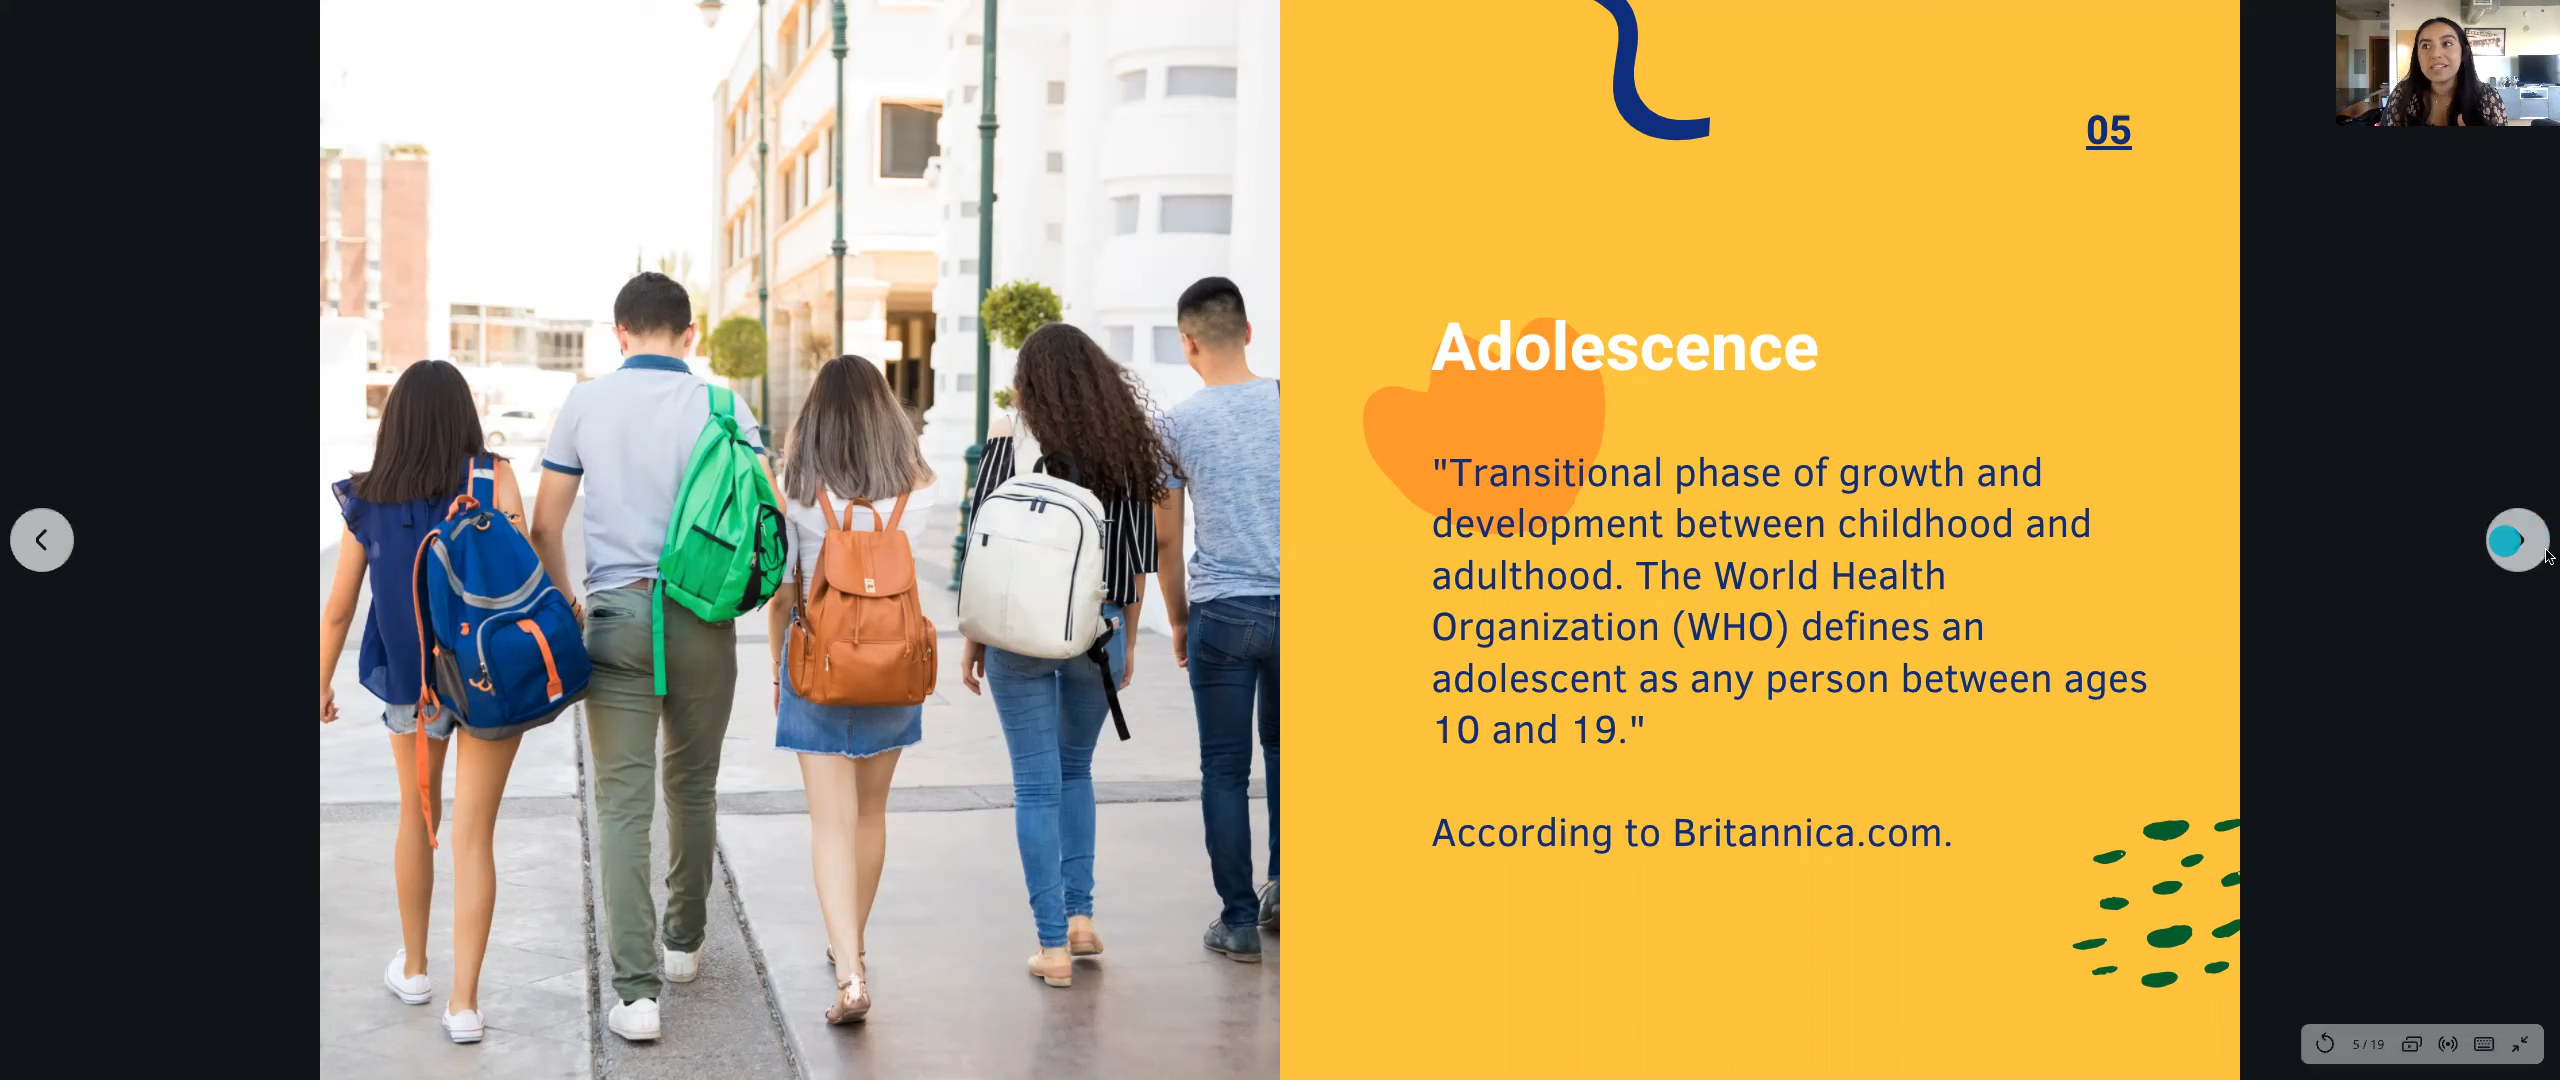 05
Adolescence
"Transitional phase of growth and
development between childhood and
adulthood. The World Health
Organization (WHO) defines an
adolescent as any person between ages
10 and 19."
According to Britannica.com.
5 / 19